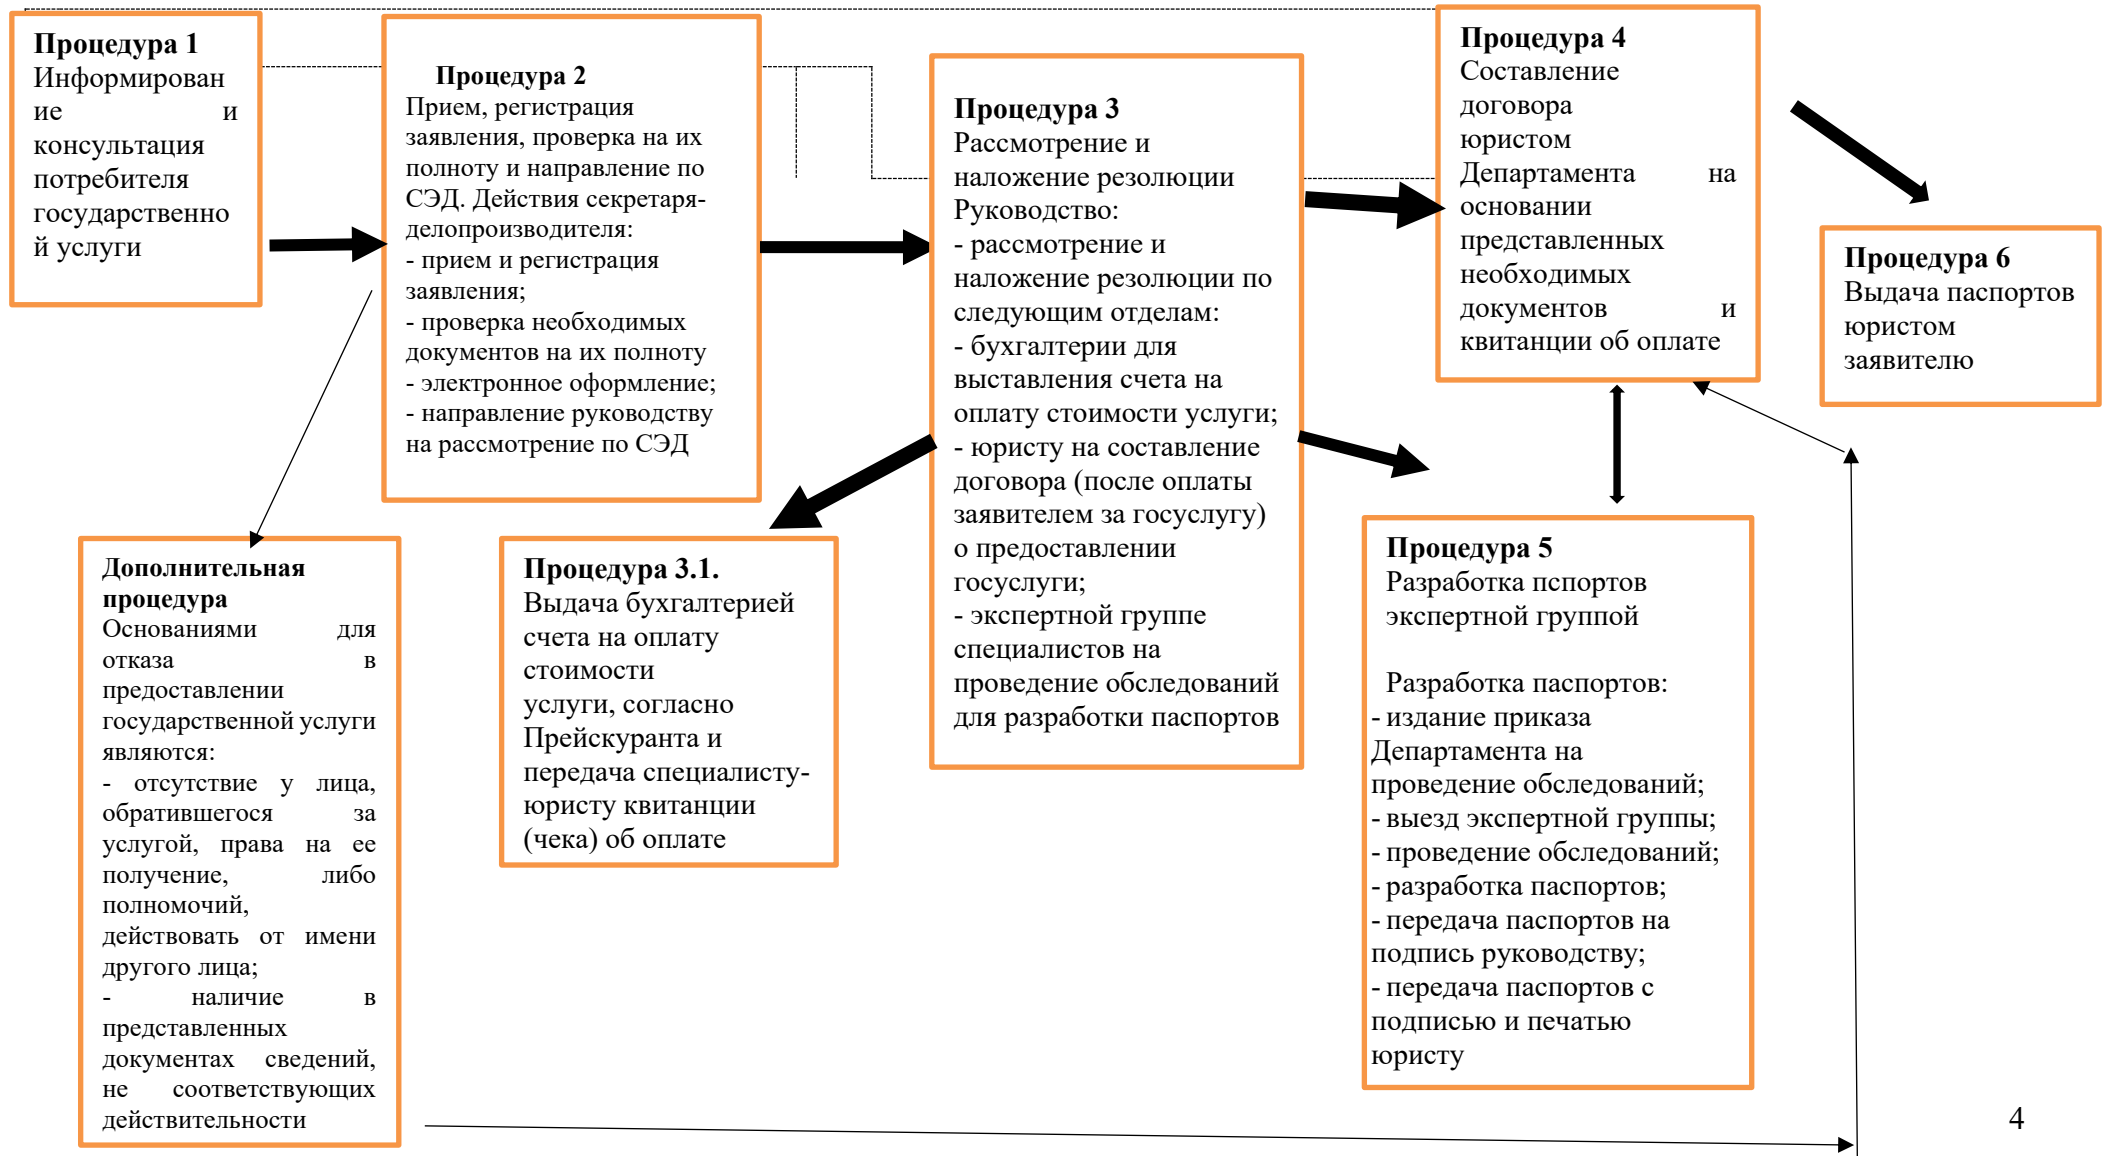 Процедура 1
Информирован
ие и
консультация
потребителя
государственно
й услуги
Процедура 2
Прием, регистрация
заявления, проверка на их
полноту и направление по
СЭД. Действия секретаря-
делопроизводителя:
- прием и регистрация
заявления;
- проверка необходимых
документов на их полноту
- электронное оформление;
- направление руководству
на рассмотрение по СЭД
Процедура 3
Рассмотрение и
наложение резолюции
Руководство:
- рассмотрение и
наложение резолюции по
следующим отделам:
- бухгалтерии для
выставления счета на
оплату стоимости услуги;
- юристу на составление
договора (после оплаты
заявителем за госуслугу)
о предоставлении
госуслуги;
- экспертной группе
специалистов на
проведение обследований
для разработки паспортов
Процедура 4
Составление
договора
юристом
Департамента на
основании
представленных
необходимых
документов и
квитанции об оплате
Процедура 6
Выдача паспортов
юристом
заявителю
Дополнительная
процедура
Основаниями для
отказа в
предоставлении
государственной услуги
являются:
- отсутствие у лица,
обратившегося за
услугой, права на ее
получение, либо
полномочий,
действовать от имени
другого лица;
- наличие в
представленных
документах сведений,
не соответствующих
действительности
Процедура 3.1.
Выдача бухгалтерией
счета на оплату
стоимости
услуги, согласно
Прейскуранта и
передача специалисту-
юристу квитанции
(чека) об оплате
Процедура 5
Разработка пспортов
экспертной группой
Разработка паспортов:
- издание приказа
Департамента на
проведение обследований;
- выезд экспертной группы;
- проведение обследований;
- разработка паспортов;
- передача паспортов на
подпись руководству;
- передача паспортов с
подписью и печатью
юристу
4